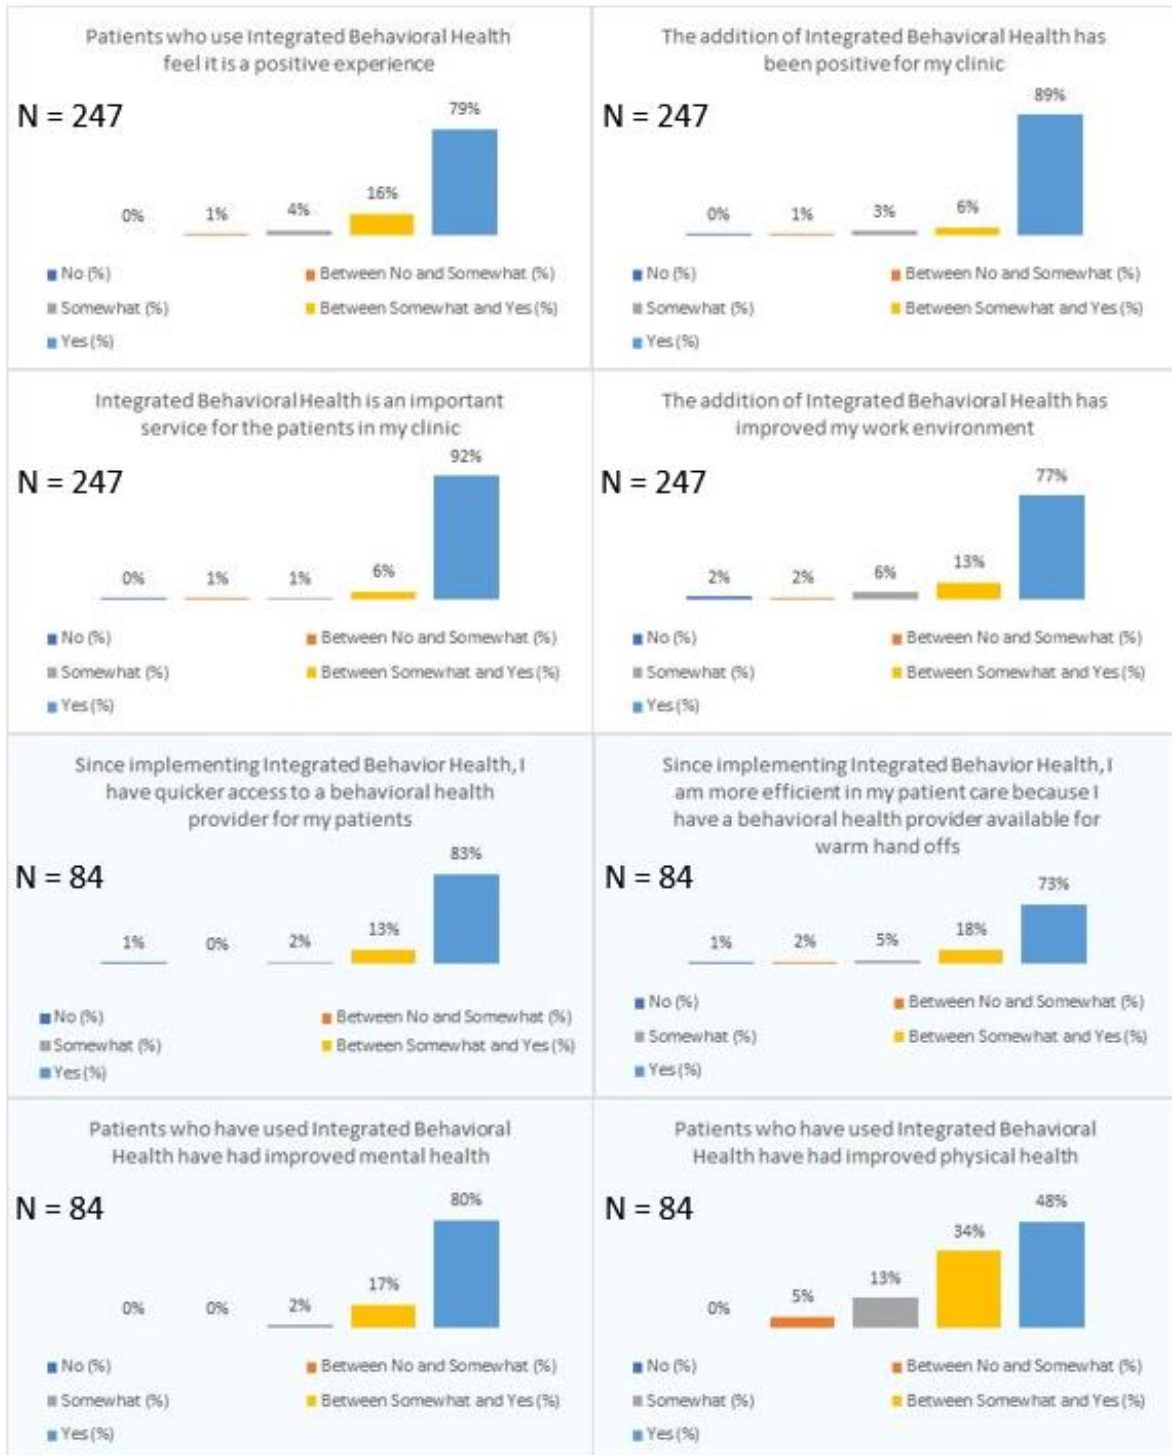 Patients who use Integrated Behavioral Health
feel it is a positive experience
N = 247
79%
16%
4%
1%
0%
■ No (%)
■ Between No and Somewhat (%)
■ Somewhat (%)
■ Between Somewhat and Yes (%)
■ Yes (%)
The addition of Integrated Behavioral Health has
been positive for my clinic
N = 247
89%
6%
3%
1%
0%
■ No (%)
■ Between No and Somewhat (%)
■ Somewhat (%)
■ Between Somewhat and Yes (%)
■ Yes (%)
Integrated Behavioral Health is an important
service for the patients in my clinic
N = 247
92%
6%
1%
1%
0%
■ No (%)
■ Between No and Somewhat (%)
■ Somewhat (%)
■ Between Somewhat and Yes (%)
■ Yes (%)
The addition of Integrated Behavioral Health has
improved my work environment
N = 247
77%
13%
6%
2%
2%
■ No (%)
■ Between No and Somewhat (%)
■ Somewhat (%)
■ Between Somewhat and Yes (%)
■ Yes (%)
Since implementing Integrated Behavior Health, I
have quicker access to a behavioral health
provider for my patients
N = 84
83%
13%
2%
0%
1%
■ No (%)
■ Between No and Somewhat (%)
■ Somewhat (%)
■ Between Somewhat and Yes (%)
■ Yes (%)
Since implementing Integrated Behavior Health, I
am more efficient in my patient care because I
have a behavioral health provider available for
warm hand offs
N = 84
73%
18%
5%
2%
1%
■ No (%)
■ Between No and Somewhat (%)
■ Somewhat (%)
■ Between Somewhat and Yes (%)
■ Yes (%)
Patients who have used Integrated Behavioral
Health have had improved mental health
N = 84
80%
17%
2%
0%
0%
■ No (%)
■ Between No and Somewhat (%)
■ Somewhat (%)
■ Between Somewhat and Yes (%)
■ Yes (%)
Patients who have used Integrated Behavioral
Health have had improved physical health
N = 84
48%
34%
13%
5%
0%
■ No (%)
■ Between No and Somewhat (%)
■ Somewhat (%)
■ Between Somewhat and Yes (%)
■ Yes (%)